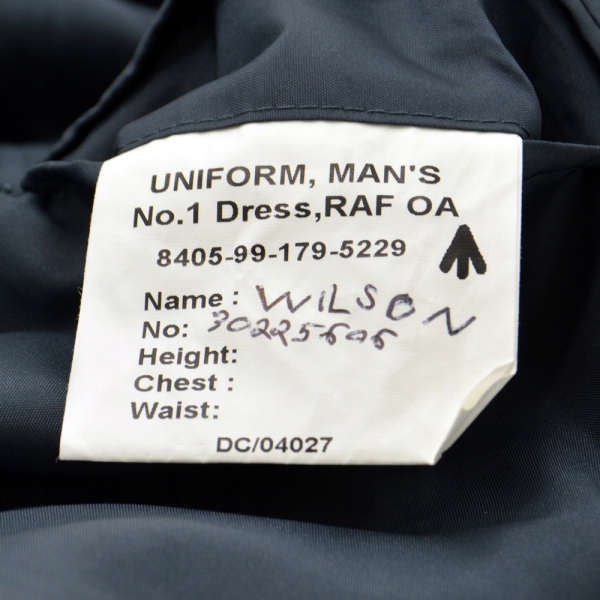 UNIFORM, MAN'S
No.1 Dress,RAF OA
8405-99-179-5229
Name : WILSON
No: 30225606
Height:
Chest :
Waist:
DC/04027